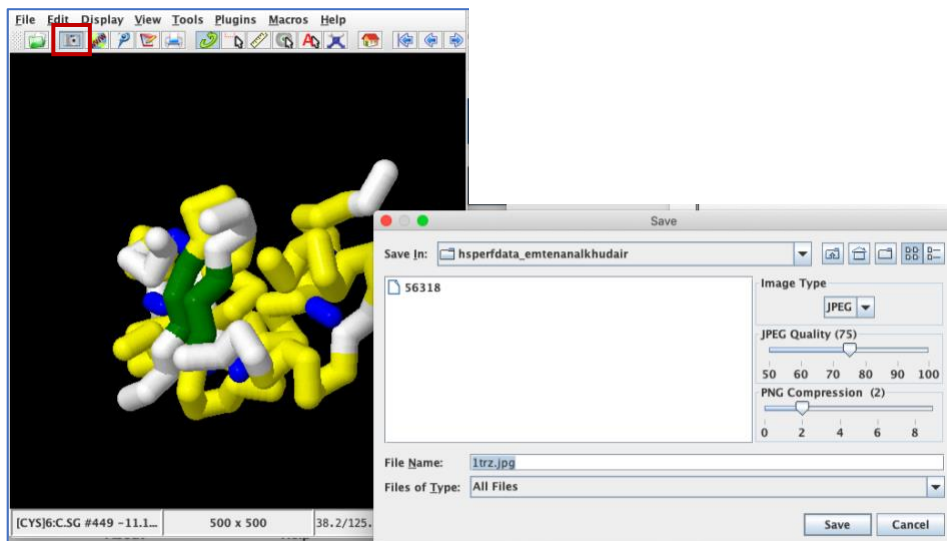 File Edit Display View Tools Plugins Macros Help
Save
Save In: hsperfdata_emtenanalkhudair
56318
Image Type
JPEG
JPEG Quality (75)
50 60 70 80 90 100
PNG Compression (2)
0 2 4 6 8
File Name: 1trz.jpg
Files of Type: All Files
[CYS]6:C.SG #449 -11.1... 500 x 500 38.2/125.
Save Cancel